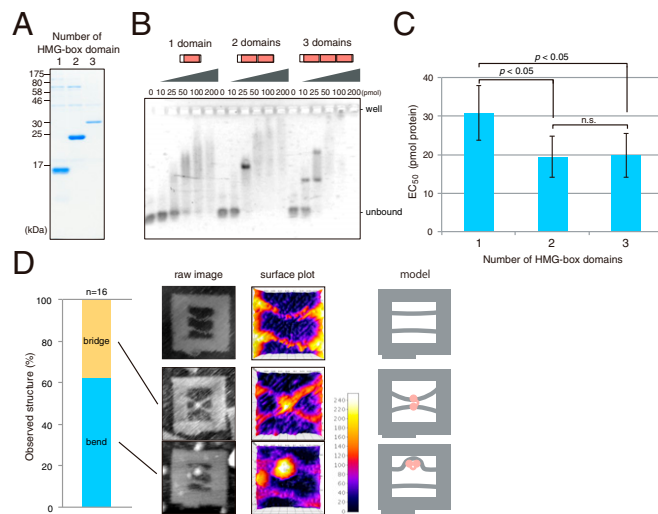 A
Number of
HMG-box domain
1 2 3
175
80
58
46
30
25
17
(kDa)
B
1 domain 2 domains 3 domains
0 10 25 50 100 200 0 10 25 50 100 200 0 10 25 50 100 200 (pmol)
well
unbound
C
p < 0.05
p < 0.05
n.s.
EC50 (pmol protein)
40
30
20
10
0
1 2 3
Number of HMG-box domains
D
n=16
raw image surface plot model
Observed structure (%)
100
80
60
40
20
0
bridge
bend
240
220
200
180
160
140
120
100
80
60
40
20
0